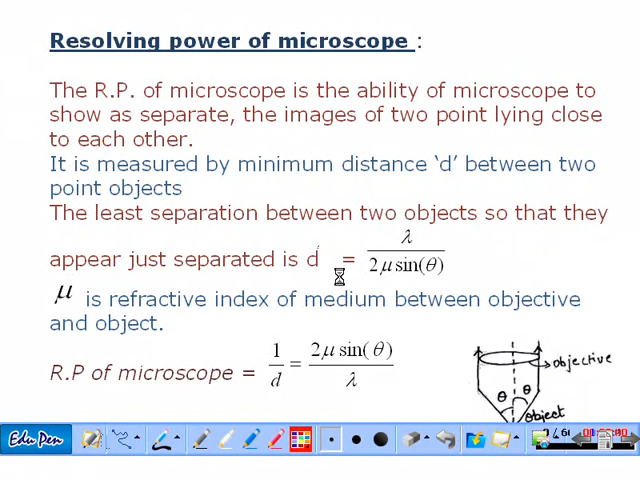 Resolving power of microscope :
The R.P. of microscope is the ability of microscope to
show as separate, the images of two point lying close
to each other.
It is measured by minimum distance ‘d’ between two
point objects
The least separation between two objects so that they
appear just separated is d = λ / 2μ sin(θ)
μ is refractive index of medium between objective
and object.
R.P of microscope = 1/d = 2μ sin(θ) / λ
objective
θ θ
object
Edu Pen